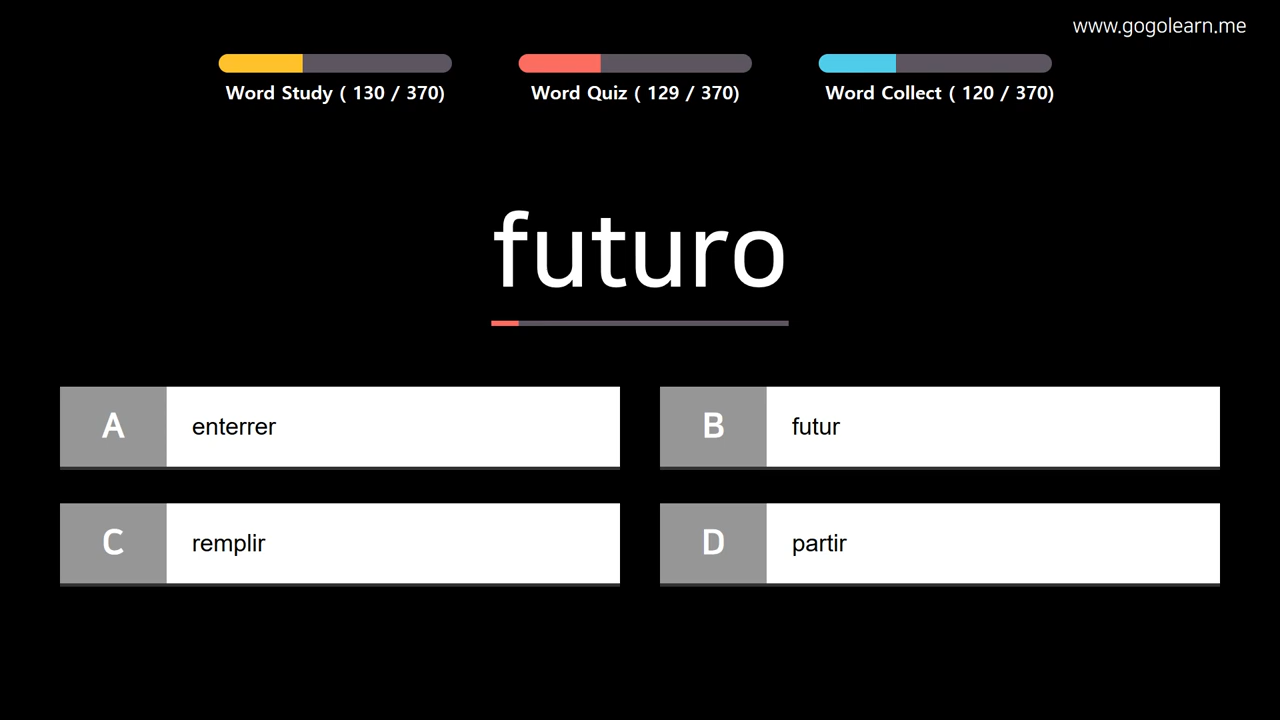 www.gogolearn.me
Word Study ( 130 / 370)
Word Quiz ( 129 / 370)
Word Collect ( 120 / 370)
futuro
A enterrer
B futur
C remplir
D partir